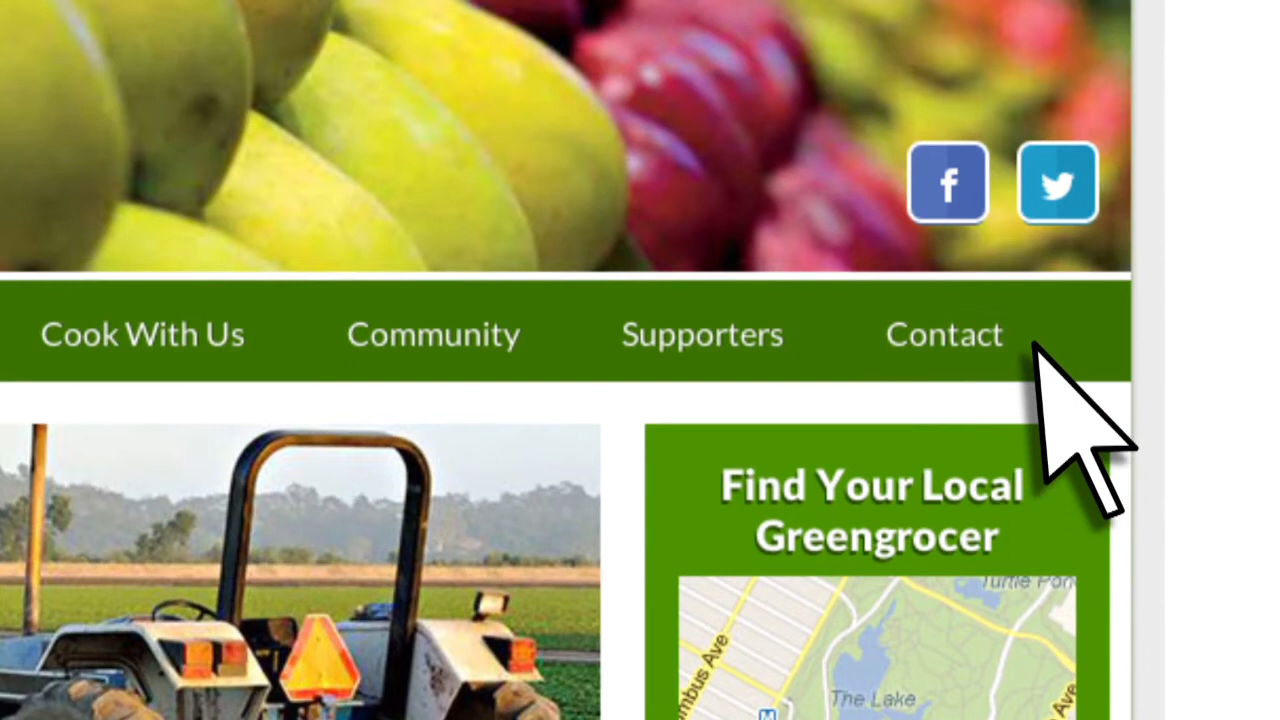 f
Cook With Us
Community
Supporters
Contact
Find Your Local
Greengrocer
The Lake